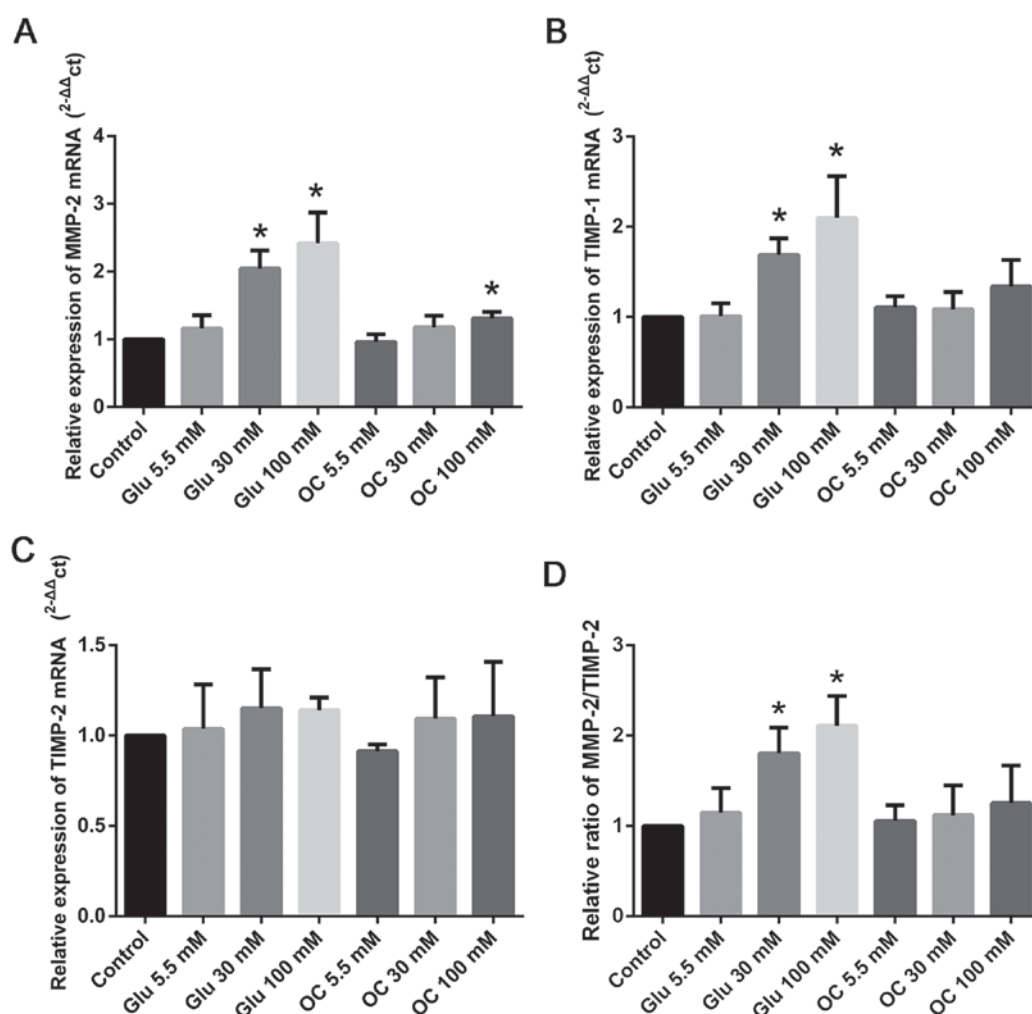 A
Relative expression of MMP-2 mRNA (2-ΔΔct)
4
3
2
1
0
* * *
Control
Glu 5.5 mM
Glu 30 mM
Glu 100 mM
OC 5.5 mM
OC 30 mM
OC 100 mM
B
Relative expression of TIMP-1 mRNA (2-ΔΔct)
3
2
1
0
* *
Control
Glu 5.5 mM
Glu 30 mM
Glu 100 mM
OC 5.5 mM
OC 30 mM
OC 100 mM
C
Relative expression of TIMP-2 mRNA (2-ΔΔct)
1.5
1.0
0.5
0.0
Control
Glu 5.5 mM
Glu 30 mM
Glu 100 mM
OC 5.5 mM
OC 30 mM
OC 100 mM
D
Relative ratio of MMP-2/TIMP-2
3
2
1
0
* *
Control
Glu 5.5 mM
Glu 30 mM
Glu 100 mM
OC 5.5 mM
OC 30 mM
OC 100 mM